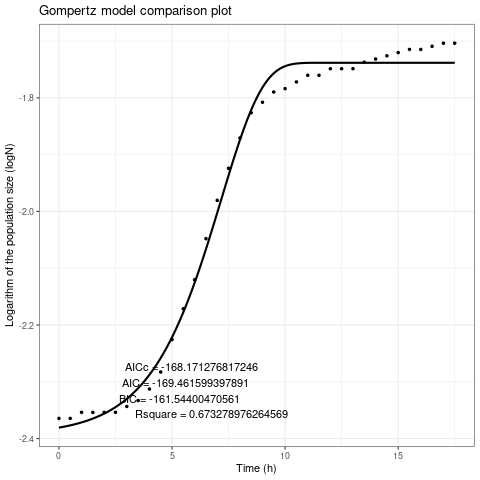 Gompertz model comparison plot
Logarithm of the population size (logN)
-1.8
-2.0
-2.2
-2.4
AICc = -168.171276817246
AIC = -169.461599397891
BIC = -161.54400470561
Rsquare = 0.673278976264569
0
5
10
15
Time (h)